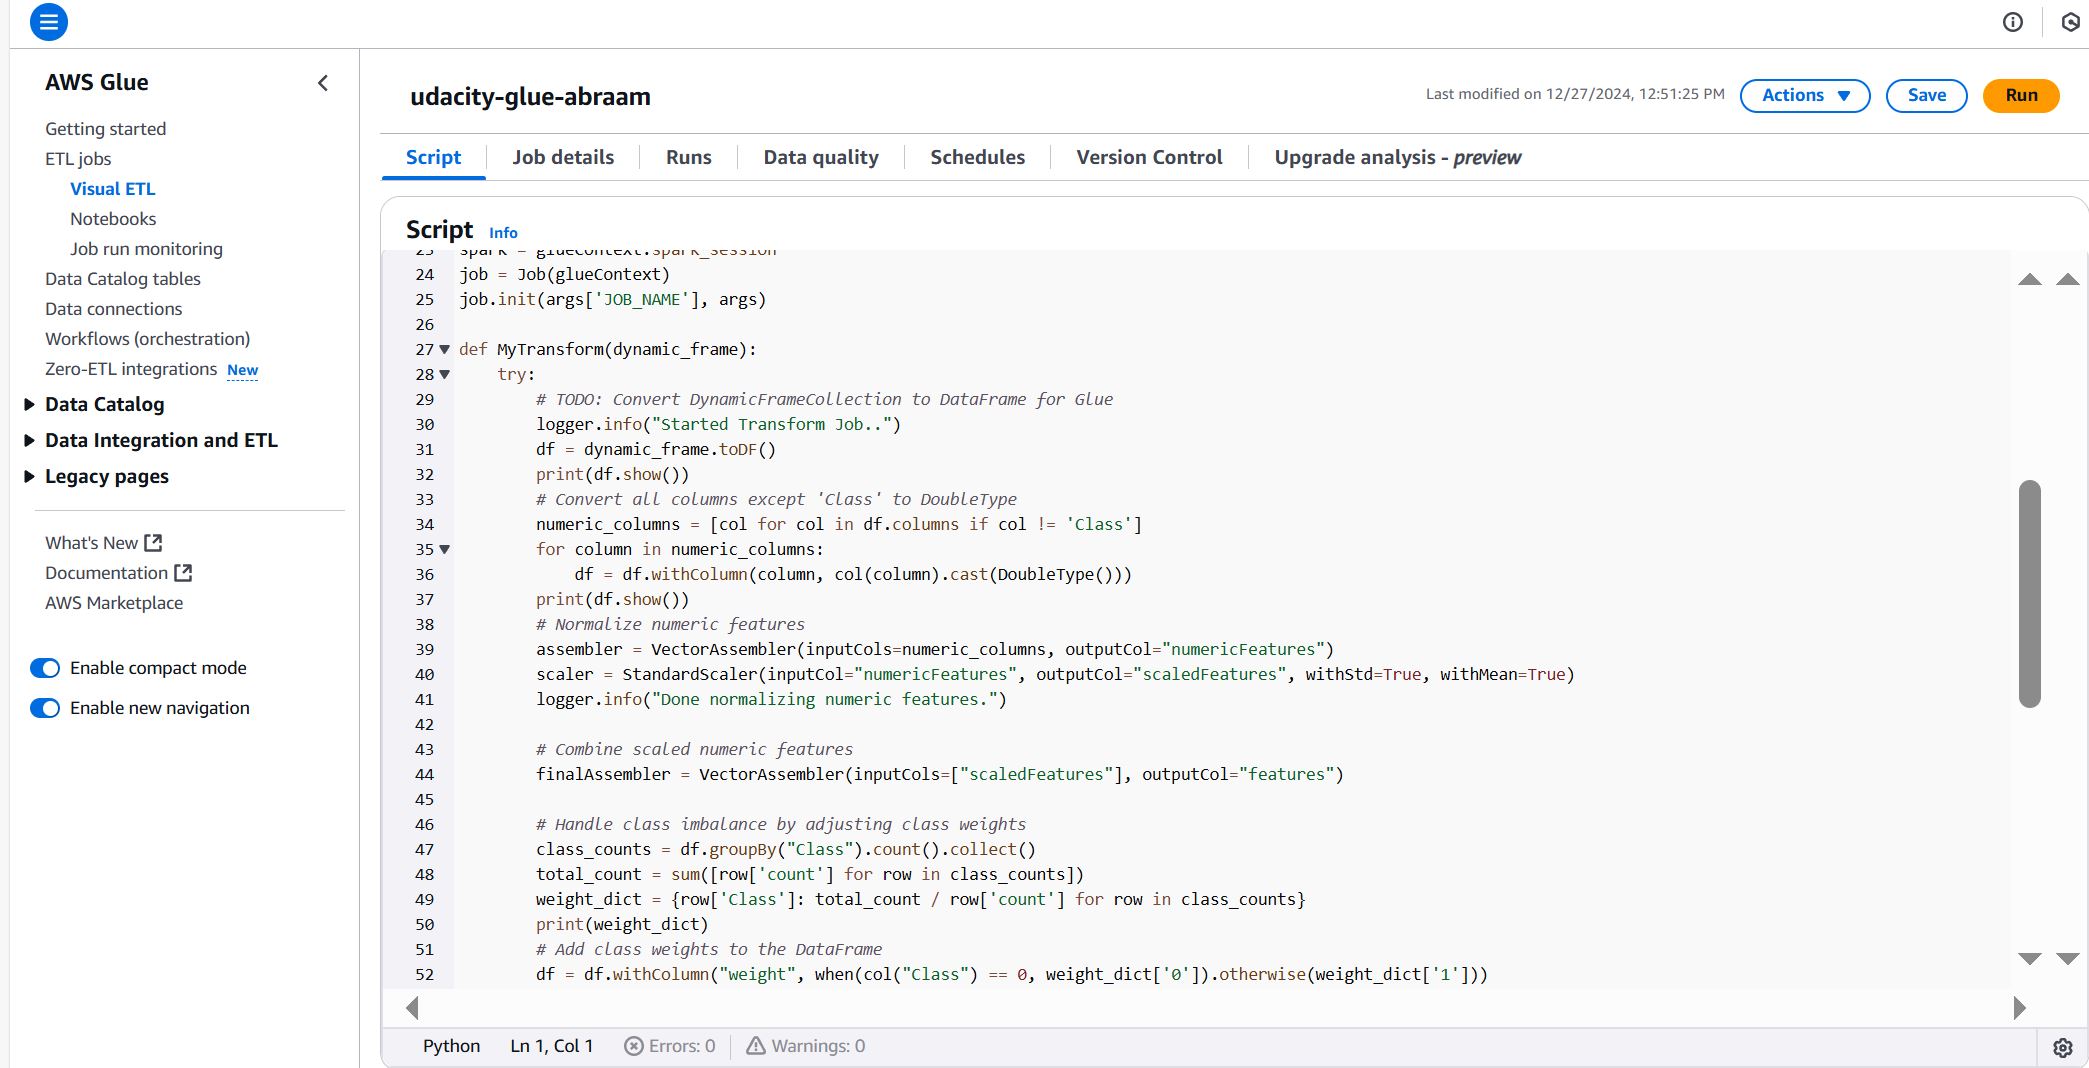 AWS Glue
Getting started
ETL jobs
Visual ETL
Notebooks
Job run monitoring
Data Catalog tables
Data connections
Workflows (orchestration)
Zero-ETL integrations New
Data Catalog
Data Integration and ETL
Legacy pages
What's New
Documentation
AWS Marketplace
Enable compact mode
Enable new navigation
udacity-glue-abraam
Last modified on 12/27/2024, 12:51:25 PM
Actions
Save
Run
Script
Job details
Runs
Data quality
Schedules
Version Control
Upgrade analysis - preview
Script Info
23 spark = glueContext.spark_session
24 job = Job(glueContext)
25 job.init(args['JOB_NAME'], args)
26
27 def MyTransform(dynamic_frame):
28     try:
29         # TODO: Convert DynamicFrameCollection to DataFrame for Glue
30         logger.info("Started Transform Job..")
31         df = dynamic_frame.toDF()
32         print(df.show())
33         # Convert all columns except 'Class' to DoubleType
34         numeric_columns = [col for col in df.columns if col != 'Class']
35         for column in numeric_columns:
36             df = df.withColumn(column, col(column).cast(DoubleType()))
37         print(df.show())
38         # Normalize numeric features
39         assembler = VectorAssembler(inputCols=numeric_columns, outputCol="numericFeatures")
40         scaler = StandardScaler(inputCol="numericFeatures", outputCol="scaledFeatures", withStd=True, withMean=True)
41         logger.info("Done normalizing numeric features.")
42
43         # Combine scaled numeric features
44         finalAssembler = VectorAssembler(inputCols=["scaledFeatures"], outputCol="features")
45
46         # Handle class imbalance by adjusting class weights
47         class_counts = df.groupBy("Class").count().collect()
48         total_count = sum([row['count'] for row in class_counts])
49         weight_dict = {row['Class']: total_count / row['count'] for row in class_counts}
50         print(weight_dict)
51         # Add class weights to the DataFrame
52         df = df.withColumn("weight", when(col("Class") == 0, weight_dict['0']).otherwise(weight_dict['1']))
Python Ln 1, Col 1 Errors: 0 Warnings: 0